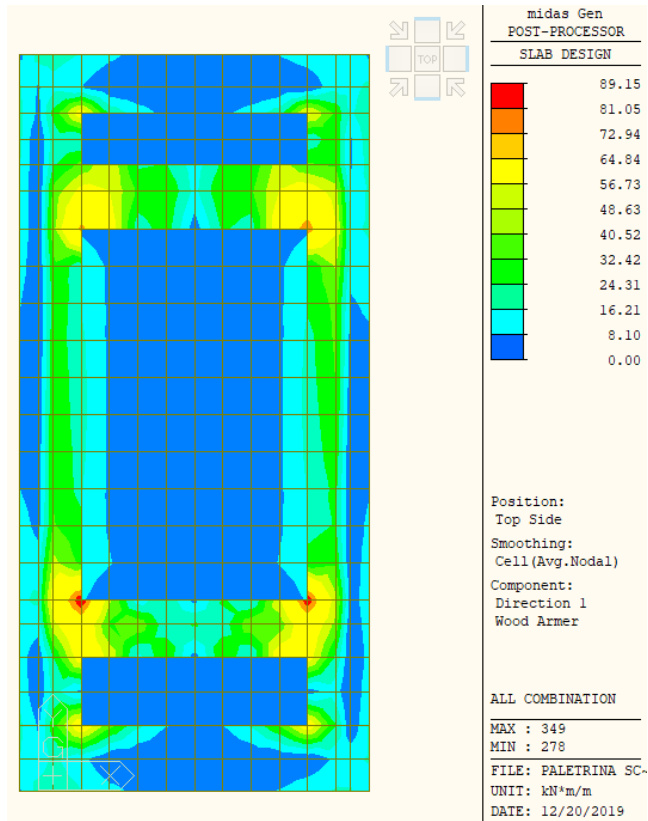 midas Gen
POST-PROCESSOR
SLAB DESIGN
TOP
89.15
81.05
72.94
64.84
56.73
48.63
40.52
32.42
24.31
16.21
8.10
0.00
Position:
Top Side
Smoothing:
Cell(Avg.Nodal)
Component:
Direction 1
Wood Armer
ALL COMBINATION
MAX : 349
MIN : 278
FILE: PALETRINA SC~
UNIT: kN*m/m
DATE: 12/20/2019
Y
G
X